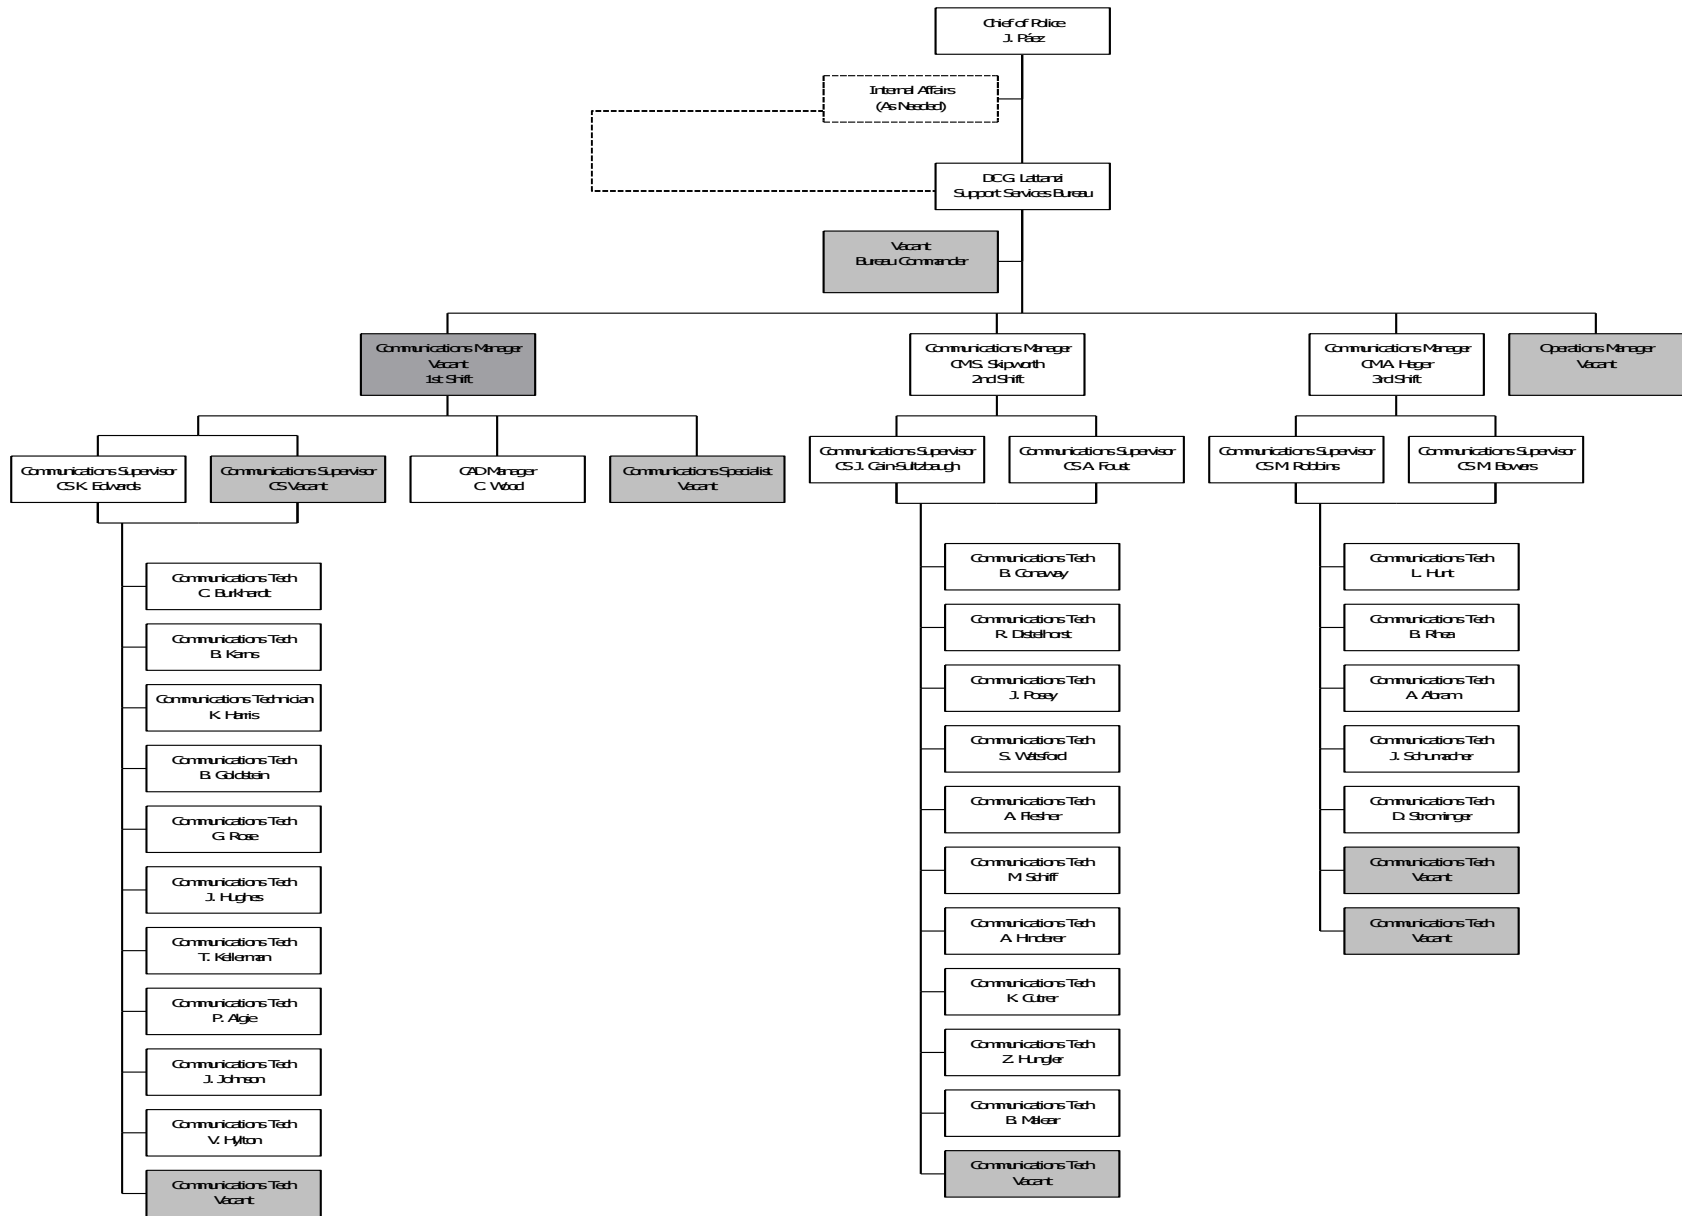 Chief of Police
J. Páez
Internal Affairs
(As Needed)
DC G. Lattanzi
Support Services Bureau
Vacant
Bureau Commander
Communications Manager
Vacant
1st Shift
Communications Manager
CM S. Skipworth
2nd Shift
Communications Manager
CM A. Heger
3rd Shift
Operations Manager
Vacant
Communications Supervisor
CS K. Edwards
Communications Supervisor
CS Vacant
CAD Manager
C. Wood
Communications Specialist
Vacant
Communications Supervisor
CS J. Cain-Sultzbaugh
Communications Supervisor
CS A. Foust
Communications Supervisor
CS M. Robbins
Communications Supervisor
CS M. Bowers
Communications Tech
C. Burkhardt
Communications Tech
B. Karns
Communications Technician
K. Harris
Communications Tech
B. Goldstein
Communications Tech
G. Rose
Communications Tech
J. Hughes
Communications Tech
T. Kellerman
Communications Tech
P. Algie
Communications Tech
J. Johnson
Communications Tech
V. Hylton
Communications Tech
Vacant
Communications Tech
B. Conaway
Communications Tech
R. Distelhorst
Communications Tech
J. Posey
Communications Tech
S. Watsford
Communications Tech
A. Flesher
Communications Tech
M. Schiff
Communications Tech
A. Hinderer
Communications Tech
K. Cutrer
Communications Tech
Z. Hungler
Communications Tech
B. Malear
Communications Tech
Vacant
Communications Tech
L. Hunt
Communications Tech
B. Rhea
Communications Tech
A. Abram
Communications Tech
J. Schumacher
Communications Tech
D. Strominger
Communications Tech
Vacant
Communications Tech
Vacant